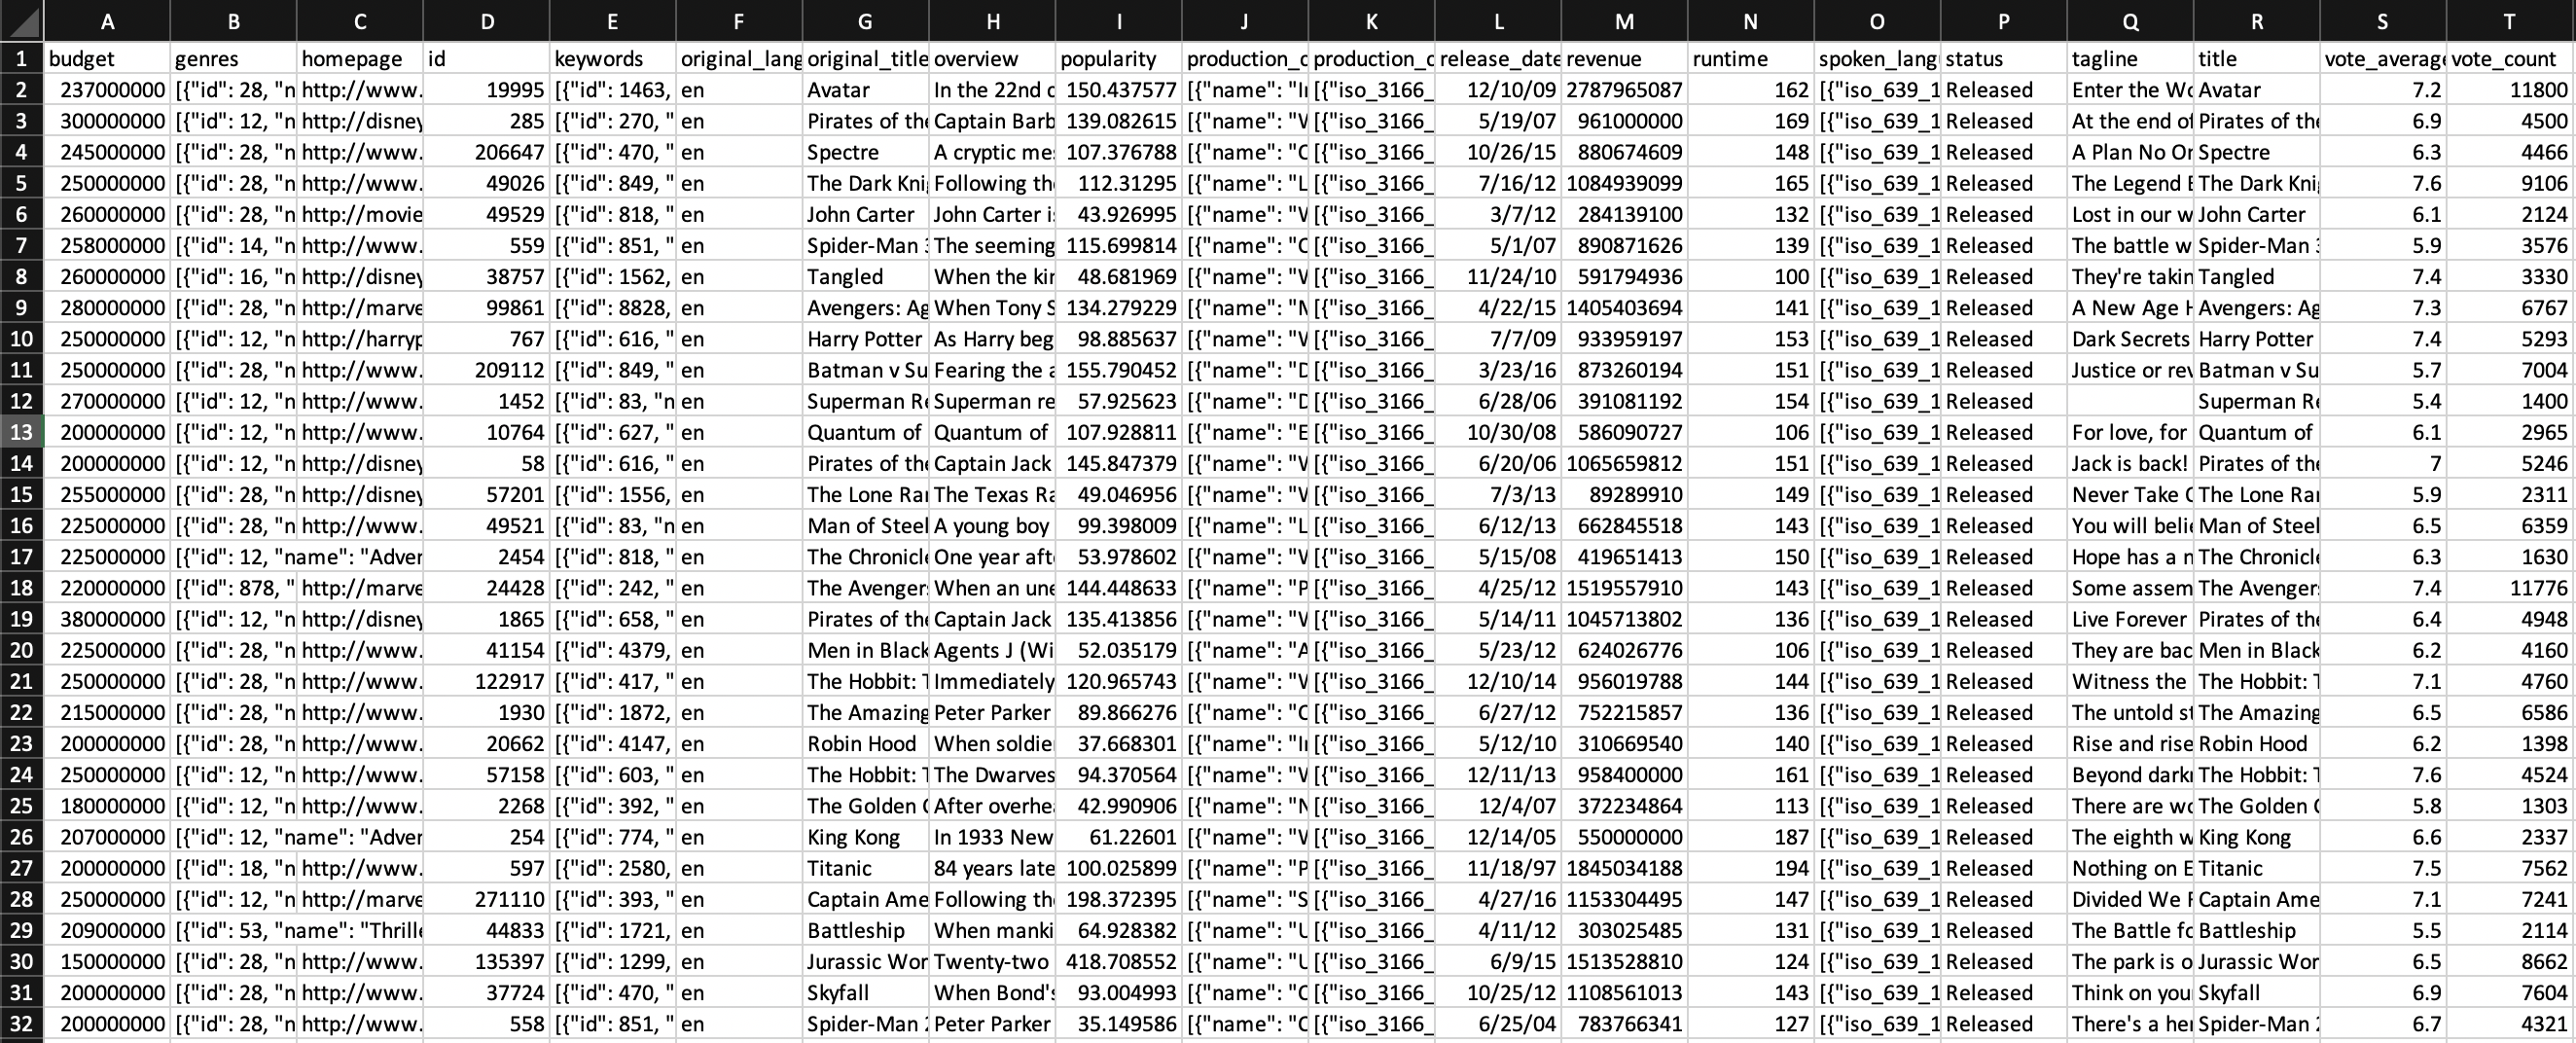 A B C D E F G H I J K L M N O P Q R S T
1 budget genres homepage id keywords original_lang original_title overview popularity production_c production_c release_date revenue runtime spoken_lang status tagline title vote_average vote_count
2 237000000 [{"id": 28, "n http://www. 19995 [{"id": 1463, en Avatar In the 22nd c 150.437577 [{"name": "I [{"iso_3166_ 12/10/09 2787965087 162 [{"iso_639_1 Released Enter the Wo Avatar 7.2 11800
3 300000000 [{"id": 12, "n http://disney 285 [{"id": 270, " en Pirates of the Captain Barb 139.082615 [{"name": "W [{"iso_3166_ 5/19/07 961000000 169 [{"iso_639_1 Released At the end of Pirates of the 6.9 4500
4 245000000 [{"id": 28, "n http://www. 206647 [{"id": 470, " en Spectre A cryptic mes 107.376788 [{"name": "C [{"iso_3166_ 10/26/15 880674609 148 [{"iso_639_1 Released A Plan No On Spectre 6.3 4466
5 250000000 [{"id": 28, "n http://www. 49026 [{"id": 849, " en The Dark Knig Following the 112.31295 [{"name": "L [{"iso_3166_ 7/16/12 1084939099 165 [{"iso_639_1 Released The Legend E The Dark Knig 7.6 9106
6 260000000 [{"id": 28, "n http://movie 49529 [{"id": 818, " en John Carter John Carter is 43.926995 [{"name": "W [{"iso_3166_ 3/7/12 284139100 132 [{"iso_639_1 Released Lost in our w John Carter 6.1 2124
7 258000000 [{"id": 14, "n http://www. 559 [{"id": 851, " en Spider-Man 3 The seeming 115.699814 [{"name": "C [{"iso_3166_ 5/1/07 890871626 139 [{"iso_639_1 Released The battle w Spider-Man 3 5.9 3576
8 260000000 [{"id": 16, "n http://disney 38757 [{"id": 1562, en Tangled When the kin 48.681969 [{"name": "W [{"iso_3166_ 11/24/10 591794936 100 [{"iso_639_1 Released They're takin Tangled 7.4 3330
9 280000000 [{"id": 28, "n http://marve 99861 [{"id": 8828, en Avengers: Ag When Tony S 134.279229 [{"name": "M [{"iso_3166_ 4/22/15 1405403694 141 [{"iso_639_1 Released A New Age H Avengers: Ag 7.3 6767
10 250000000 [{"id": 12, "n http://harryp 767 [{"id": 616, " en Harry Potter As Harry beg 98.885637 [{"name": "W [{"iso_3166_ 7/7/09 933959197 153 [{"iso_639_1 Released Dark Secrets Harry Potter 7.4 5293
11 250000000 [{"id": 28, "n http://www. 209112 [{"id": 849, " en Batman v Su Fearing the a 155.790452 [{"name": "D [{"iso_3166_ 3/23/16 873260194 151 [{"iso_639_1 Released Justice or rev Batman v Su 5.7 7004
12 270000000 [{"id": 12, "n http://www. 1452 [{"id": 83, "n en Superman Re Superman re 57.925623 [{"name": "D [{"iso_3166_ 6/28/06 391081192 154 [{"iso_639_1 Released Superman Re 5.4 1400
13 200000000 [{"id": 12, "n http://www. 10764 [{"id": 627, " en Quantum of Quantum of 107.928811 [{"name": "E [{"iso_3166_ 10/30/08 586090727 106 [{"iso_639_1 Released For love, for Quantum of 6.1 2965
14 200000000 [{"id": 12, "n http://disney 58 [{"id": 616, " en Pirates of the Captain Jack 145.847379 [{"name": "W [{"iso_3166_ 6/20/06 1065659812 151 [{"iso_639_1 Released Jack is back! Pirates of the 7 5246
15 255000000 [{"id": 28, "n http://disney 57201 [{"id": 1556, en The Lone Ran The Texas Ra 49.046956 [{"name": "W [{"iso_3166_ 7/3/13 89289910 149 [{"iso_639_1 Released Never Take O The Lone Ran 5.9 2311
16 225000000 [{"id": 28, "n http://www. 49521 [{"id": 83, "n en Man of Steel A young boy 99.398009 [{"name": "L [{"iso_3166_ 6/12/13 662845518 143 [{"iso_639_1 Released You will belie Man of Steel 6.5 6359
17 225000000 [{"id": 12, "name": "Adven 2454 [{"id": 818, " en The Chronicle One year afte 53.978602 [{"name": "W [{"iso_3166_ 5/15/08 419651413 150 [{"iso_639_1 Released Hope has a n The Chronicle 6.3 1630
18 220000000 [{"id": 878, " http://marve 24428 [{"id": 242, " en The Avengers When an une 144.448633 [{"name": "P [{"iso_3166_ 4/25/12 1519557910 143 [{"iso_639_1 Released Some assem The Avengers 7.4 11776
19 380000000 [{"id": 12, "n http://disney 1865 [{"id": 658, " en Pirates of the Captain Jack 135.413856 [{"name": "W [{"iso_3166_ 5/14/11 1045713802 136 [{"iso_639_1 Released Live Forever Pirates of the 6.4 4948
20 225000000 [{"id": 28, "n http://www. 41154 [{"id": 4379, en Men in Black Agents J (Wi 52.035179 [{"name": "A [{"iso_3166_ 5/23/12 624026776 106 [{"iso_639_1 Released They are bac Men in Black 6.2 4160
21 250000000 [{"id": 28, "n http://www. 122917 [{"id": 417, " en The Hobbit: T Immediately 120.965743 [{"name": "W [{"iso_3166_ 12/10/14 956019788 144 [{"iso_639_1 Released Witness the The Hobbit: T 7.1 4760
22 215000000 [{"id": 28, "n http://www. 1930 [{"id": 1872, en The Amazing Peter Parker 89.866276 [{"name": "C [{"iso_3166_ 6/27/12 752215857 136 [{"iso_639_1 Released The untold st The Amazing 6.5 6586
23 200000000 [{"id": 28, "n http://www. 20662 [{"id": 4147, en Robin Hood When soldie 37.668301 [{"name": "I [{"iso_3166_ 5/12/10 310669540 140 [{"iso_639_1 Released Rise and rise Robin Hood 6.2 1398
24 250000000 [{"id": 12, "n http://www. 57158 [{"id": 603, " en The Hobbit: T The Dwarves 94.370564 [{"name": "W [{"iso_3166_ 12/11/13 958400000 161 [{"iso_639_1 Released Beyond darkn The Hobbit: T 7.6 4524
25 180000000 [{"id": 12, "n http://www. 2268 [{"id": 392, " en The Golden C After overhea 42.990906 [{"name": "N [{"iso_3166_ 12/4/07 372234864 113 [{"iso_639_1 Released There are wo The Golden C 5.8 1303
26 207000000 [{"id": 12, "name": "Adven 254 [{"id": 774, " en King Kong In 1933 New 61.22601 [{"name": "W [{"iso_3166_ 12/14/05 550000000 187 [{"iso_639_1 Released The eighth w King Kong 6.6 2337
27 200000000 [{"id": 18, "n http://www. 597 [{"id": 2580, en Titanic 84 years late 100.025899 [{"name": "P [{"iso_3166_ 11/18/97 1845034188 194 [{"iso_639_1 Released Nothing on E Titanic 7.5 7562
28 250000000 [{"id": 12, "n http://marve 271110 [{"id": 393, " en Captain Ame Following the 198.372395 [{"name": "S [{"iso_3166_ 4/27/16 1153304495 147 [{"iso_639_1 Released Divided We F Captain Ame 7.1 7241
29 209000000 [{"id": 53, "name": "Thrille 44833 [{"id": 1721, en Battleship When manki 64.928382 [{"name": "U [{"iso_3166_ 4/11/12 303025485 131 [{"iso_639_1 Released The Battle fo Battleship 5.5 2114
30 150000000 [{"id": 28, "n http://www. 135397 [{"id": 1299, en Jurassic Wor Twenty-two 418.708552 [{"name": "U [{"iso_3166_ 6/9/15 1513528810 124 [{"iso_639_1 Released The park is o Jurassic Wor 6.5 8662
31 200000000 [{"id": 28, "n http://www. 37724 [{"id": 470, " en Skyfall When Bond's 93.004993 [{"name": "C [{"iso_3166_ 10/25/12 1108561013 143 [{"iso_639_1 Released Think on you Skyfall 6.9 7604
32 200000000 [{"id": 28, "n http://www. 558 [{"id": 851, " en Spider-Man 2 Peter Parker 35.149586 [{"name": "C [{"iso_3166_ 6/25/04 783766341 127 [{"iso_639_1 Released There's a her Spider-Man 2 6.7 4321